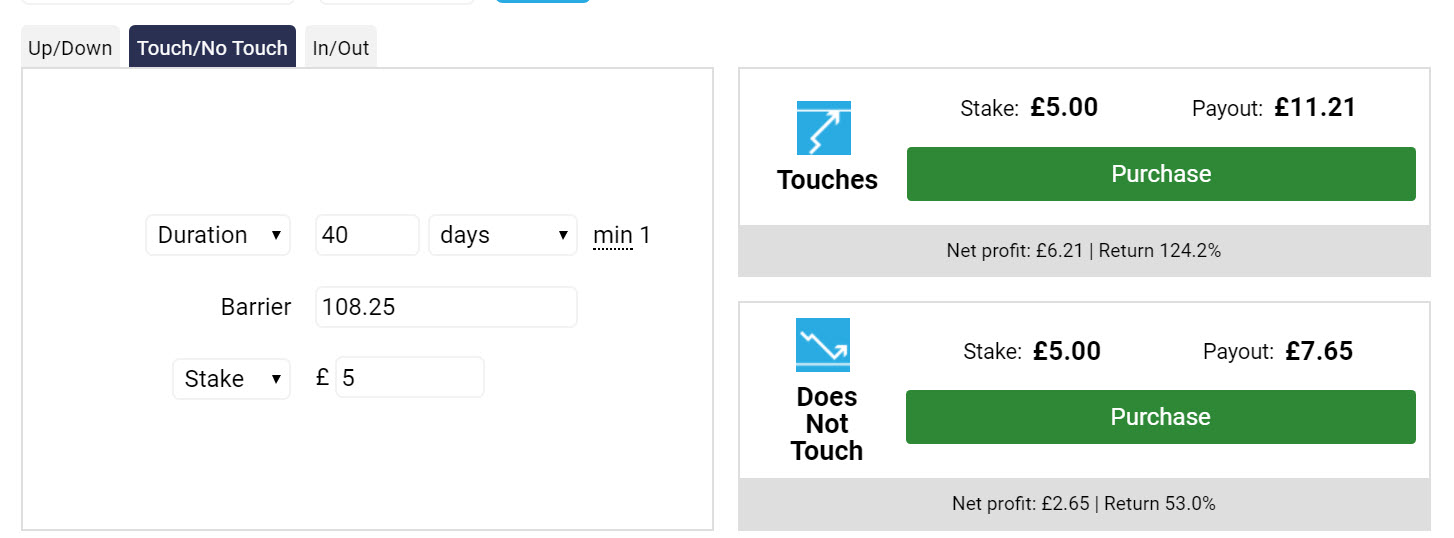 Up/Down Touch/No Touch In/Out
Duration 40 days min 1
Barrier 108.25
Stake £ 5
Stake: £5.00 Payout: £11.21
Purchase
Touches
Net profit: £6.21 | Return 124.2%
Stake: £5.00 Payout: £7.65
Does
Not
Touch
Purchase
Net profit: £2.65 | Return 53.0%